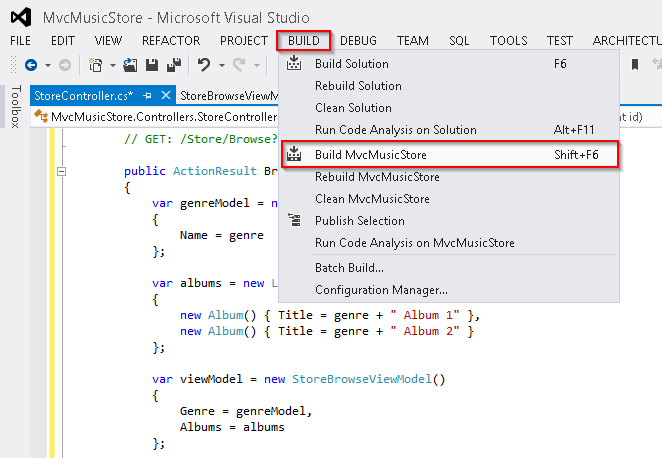 MvcMusicStore - Microsoft Visual Studio
FILE EDIT VIEW REFACTOR PROJECT BUILD DEBUG TEAM SQL TOOLS TEST ARCHITECTU
Build Solution F6
Rebuild Solution
Clean Solution
Run Code Analysis on Solution Alt+F11
Build MvcMusicStore Shift+F6
Rebuild MvcMusicStore
Clean MvcMusicStore
Publish Selection
Run Code Analysis on MvcMusicStore
Batch Build...
Configuration Manager...
Toolbox
StoreController.cs* StoreBrowseViewM
MvcMusicStore.Controllers.StoreController nt id)
// GET: /Store/Browse?
public ActionResult Br
{
var genreModel = n
{
Name = genre
};
var albums = new L
{
new Album() { Title = genre + " Album 1" },
new Album() { Title = genre + " Album 2" }
};
var viewModel = new StoreBrowseViewModel()
{
Genre = genreModel,
Albums = albums
};